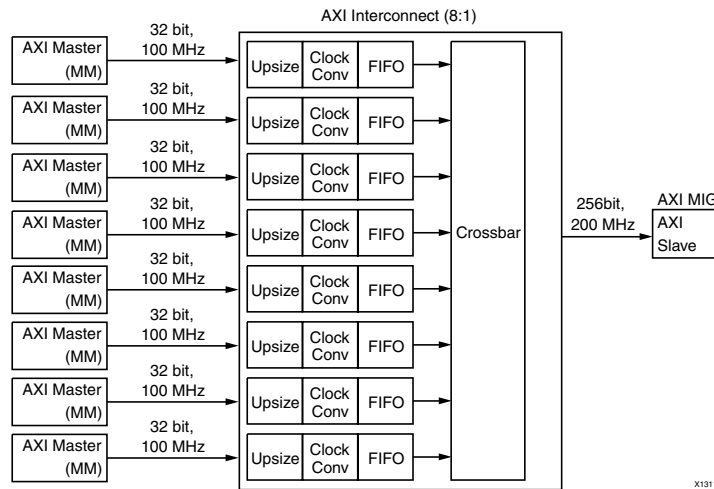 AXI Interconnect (8:1)
AXI Master
(MM)
32 bit,
100 MHz
Upsize
Clock
Conv
FIFO
AXI Master
(MM)
32 bit,
100 MHz
Upsize
Clock
Conv
FIFO
AXI Master
(MM)
32 bit,
100 MHz
Upsize
Clock
Conv
FIFO
AXI Master
(MM)
32 bit,
100 MHz
Upsize
Clock
Conv
FIFO
AXI Master
(MM)
32 bit,
100 MHz
Upsize
Clock
Conv
FIFO
AXI Master
(MM)
32 bit,
100 MHz
Upsize
Clock
Conv
FIFO
AXI Master
(MM)
32 bit,
100 MHz
Upsize
Clock
Conv
FIFO
AXI Master
(MM)
32 bit,
100 MHz
Upsize
Clock
Conv
FIFO
Crossbar
256bit,
200 MHz
AXI MIG
AXI
Slave
X131